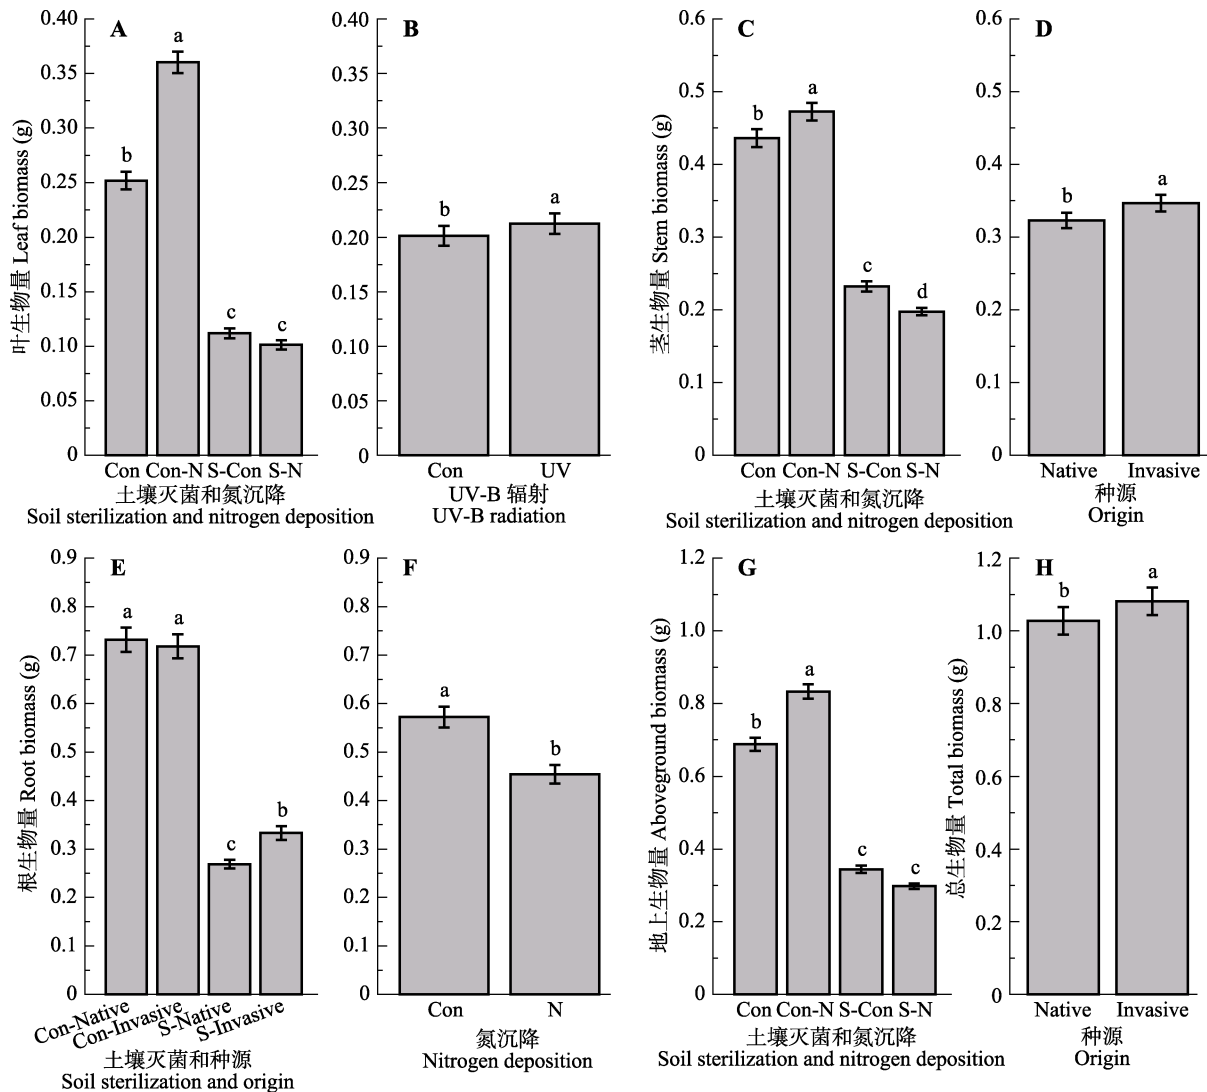 A
叶生物量 Leaf biomass (g)
0.40
0.35
0.30
0.25
0.20
0.15
0.10
0.05
0
b
a
c
c
Con Con-N S-Con S-N
土壤灭菌和氮沉降
Soil sterilization and nitrogen deposition
B
0.40
0.35
0.30
0.25
0.20
0.15
0.10
0.05
0
b
a
Con UV
UV-B 辐射
UV-B radiation
C
茎生物量 Stem biomass (g)
0.6
0.5
0.4
0.3
0.2
0.1
0
b
a
c
d
Con Con-N S-Con S-N
土壤灭菌和氮沉降
Soil sterilization and nitrogen deposition
D
0.6
0.5
0.4
0.3
0.2
0.1
0
b
a
Native Invasive
种源
Origin
E
根生物量 Root biomass (g)
0.9
0.8
0.7
0.6
0.5
0.4
0.3
0.2
0.1
0
a
a
c
b
Con-Native
Con-Invasive
S-Native
S-Invasive
土壤灭菌和种源
Soil sterilization and origin
F
0.9
0.8
0.7
0.6
0.5
0.4
0.3
0.2
0.1
0
a
b
Con N
氮沉降
Nitrogen deposition
G
地上生物量 Aboveground biomass (g)
1.2
1.0
0.8
0.6
0.4
0.2
0
b
a
c
c
Con Con-N S-Con S-N
土壤灭菌和氮沉降
Soil sterilization and nitrogen deposition
H
总生物量 Total biomass (g)
1.2
1.0
0.8
0.6
0.4
0.2
0
b
a
Native Invasive
种源
Origin